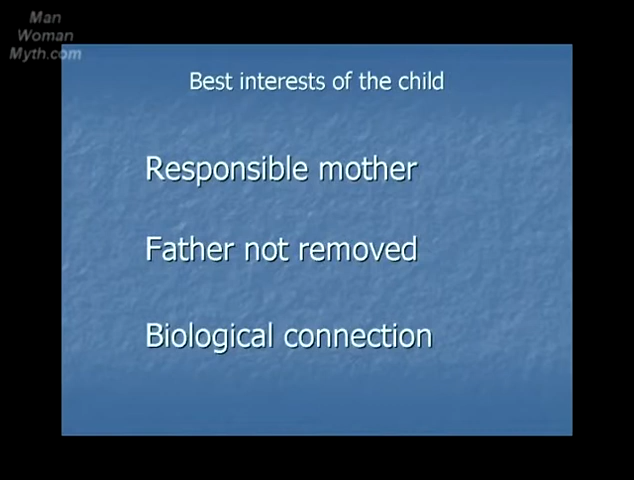 Man
Woman
Myth.com
Best interests of the child
Responsible mother
Father not removed
Biological connection